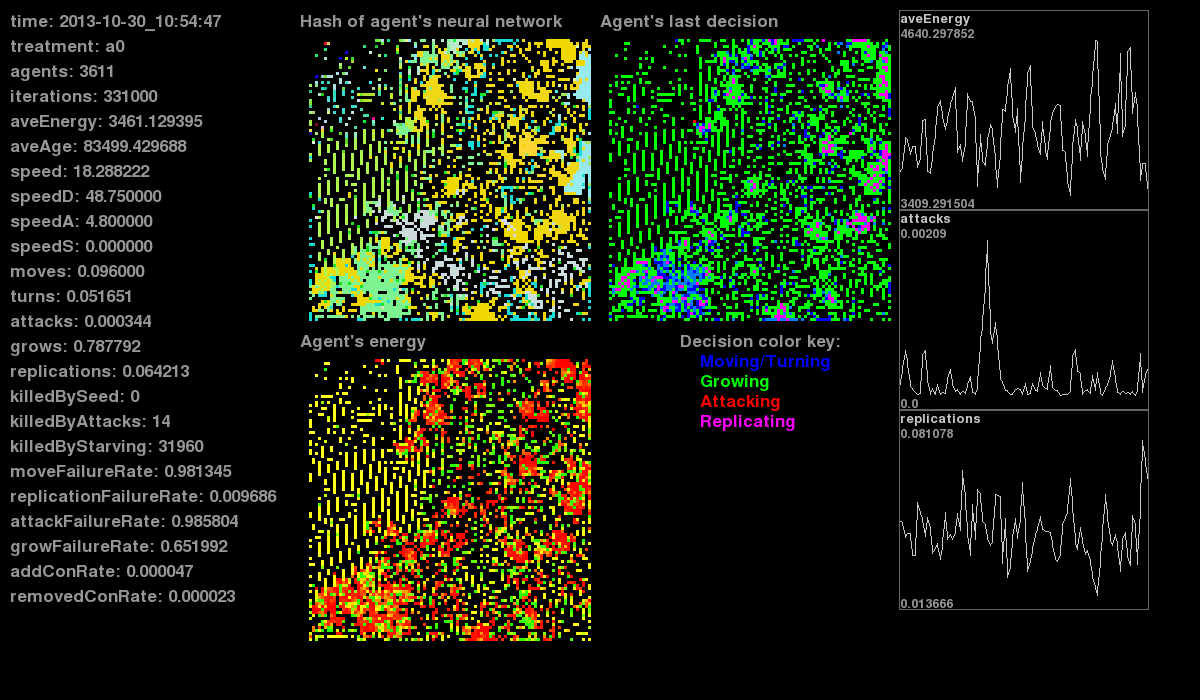 time: 2013-10-30_10:54:47
treatment: a0
agents: 3611
iterations: 331000
aveEnergy: 3461.129395
aveAge: 83499.429688
speed: 18.288222
speedD: 48.750000
speedA: 4.800000
speedS: 0.000000
moves: 0.096000
turns: 0.051651
attacks: 0.000344
grows: 0.787792
replications: 0.064213
killedBySeed: 0
killedByAttacks: 14
killedByStarving: 31960
moveFailureRate: 0.981345
replicationFailureRate: 0.009686
attackFailureRate: 0.985804
growFailureRate: 0.651992
addConRate: 0.000047
removedConRate: 0.000023
Hash of agent's neural network
Agent's last decision
Agent's energy
Decision color key:
Moving/Turning
Growing
Attacking
Replicating
aveEnergy
4640.297852
3409.291504
attacks
0.00209
0.0
replications
0.081078
0.013666